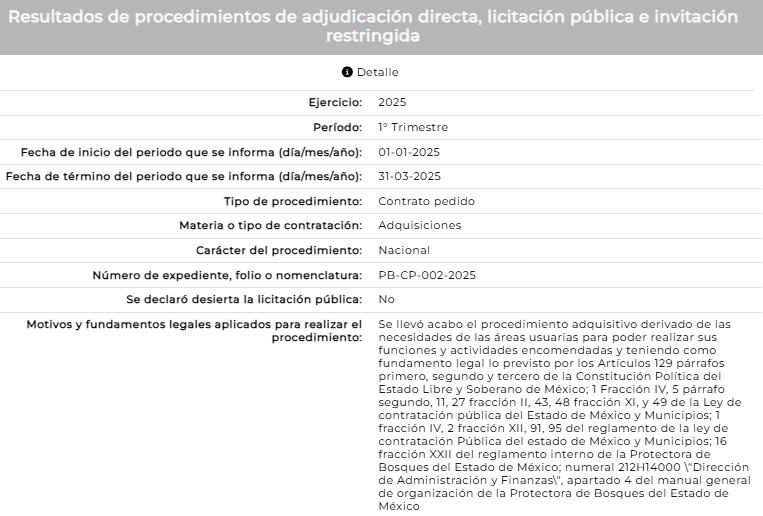 Resultados de procedimientos de adjudicación directa, licitación pública e invitación
restringida
Detalle
Ejercicio: 2025
Período: 1° Trimestre
Fecha de inicio del periodo que se informa (día/mes/año): 01-01-2025
Fecha de término del periodo que se informa (día/mes/año): 31-03-2025
Tipo de procedimiento: Contrato pedido
Materia o tipo de contratación: Adquisiciones
Carácter del procedimiento: Nacional
Número de expediente, folio o nomenclatura: PB-CP-002-2025
Se declaró desierta la licitación pública: No
Motivos y fundamentos legales aplicados para realizar el
procedimiento:
Se llevó acabo el procedimiento adquisitivo derivado de las
necesidades de las áreas usuarias para poder realizar sus
funciones y actividades encomendadas y teniendo como
fundamento legal lo previsto por los Artículos 129 párrafos
primero, segundo y tercero de la Constitución Política del
Estado Libre y Soberano de México; 1 Fracción IV, 5 párrafo
segundo, 11, 27 fracción II, 43, 48 fracción XI, y 49 de la Ley de
contratación pública del Estado de México y Municipios; 1
fracción IV, 2 fracción XII, 91, 95 del reglamento de la ley de
contratación Pública del estado de México y Municipios; 16
fracción XXII del reglamento interno de la Protectora de
Bosques del Estado de México; numeral 212H14000 \"Dirección
de Administración y Finanzas\", apartado 4 del manual general
de organización de la Protectora de Bosques del Estado de
México